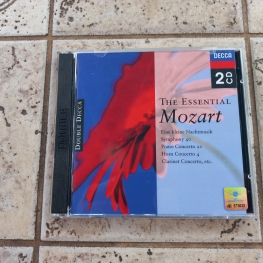 DECCA
2 CD
DOUBLE DECCA
THE ESSENTIAL
Mozart
Eine kleine Nachtmusik
Symphony 40
Piano Concerto 21
Horn Concerto 4
Clarinet Concerto, etc.